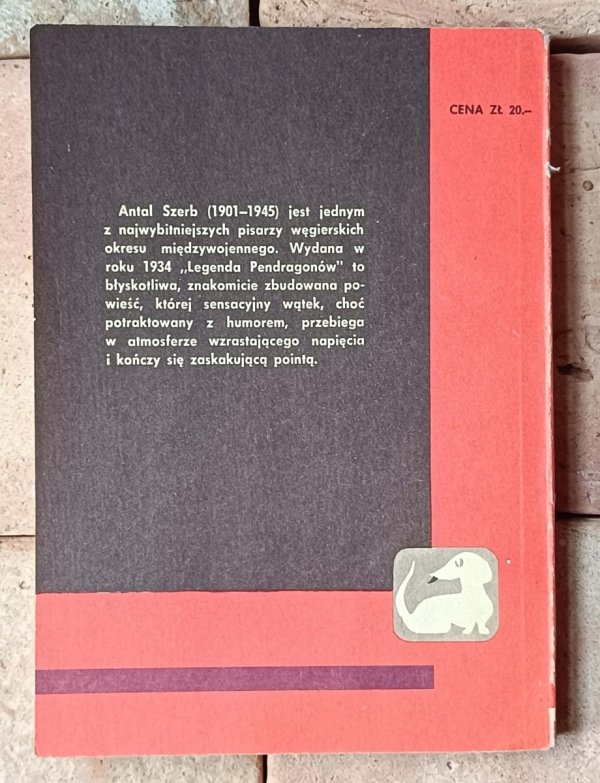 CENA ZŁ 20.–
Antal Szerb (1901–1945) jest jednym
z najwybitniejszych pisarzy węgierskich
okresu międzywojennego. Wydana w
roku 1934 „Legenda Pendragonów” to
błyskotliwa, znakomicie zbudowana po-
wieść, której sensacyjny wątek, choć
potraktowany z humorem, przebiega
w atmosferze wzrastającego napięcia
i kończy się zaskakującą pointą.